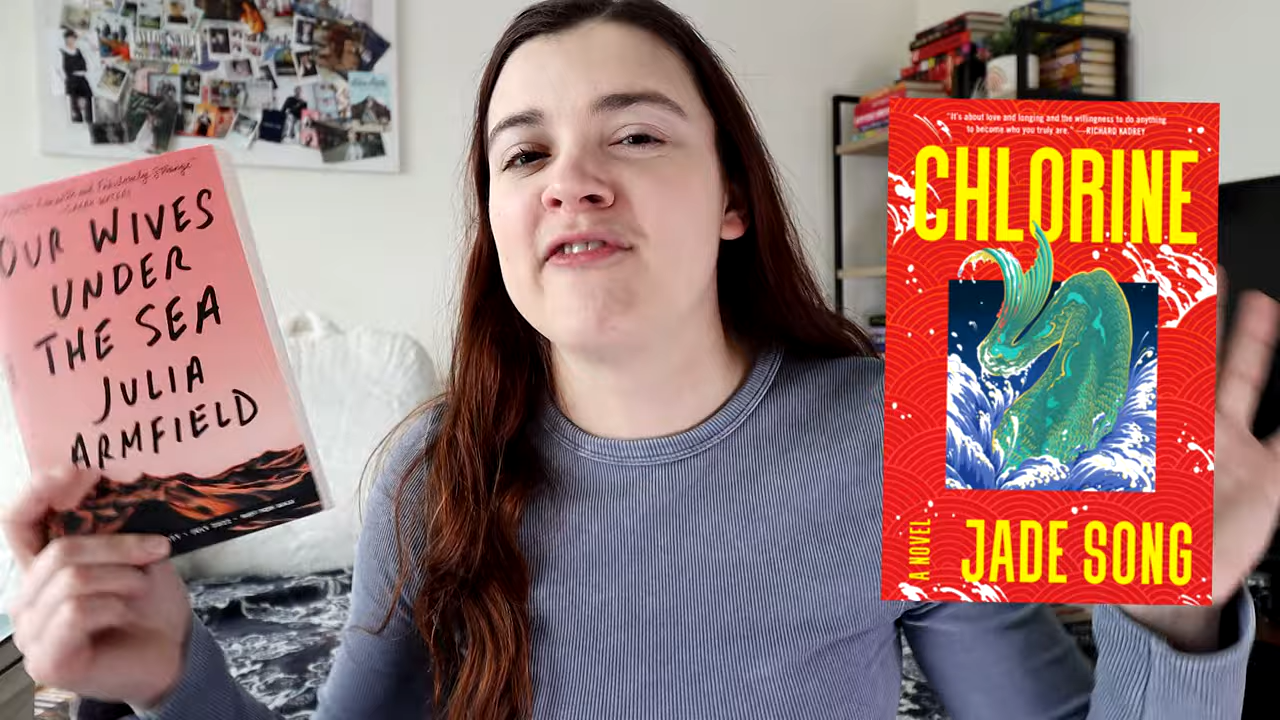 OUR WIVES
UNDER
THE SEA
JULIA
ARMFIELD
"It's about love and longing and the willingness to do anything
to become who you truly are." —RICHARD KADREY
CHLORINE
A NOVEL
JADE SONG